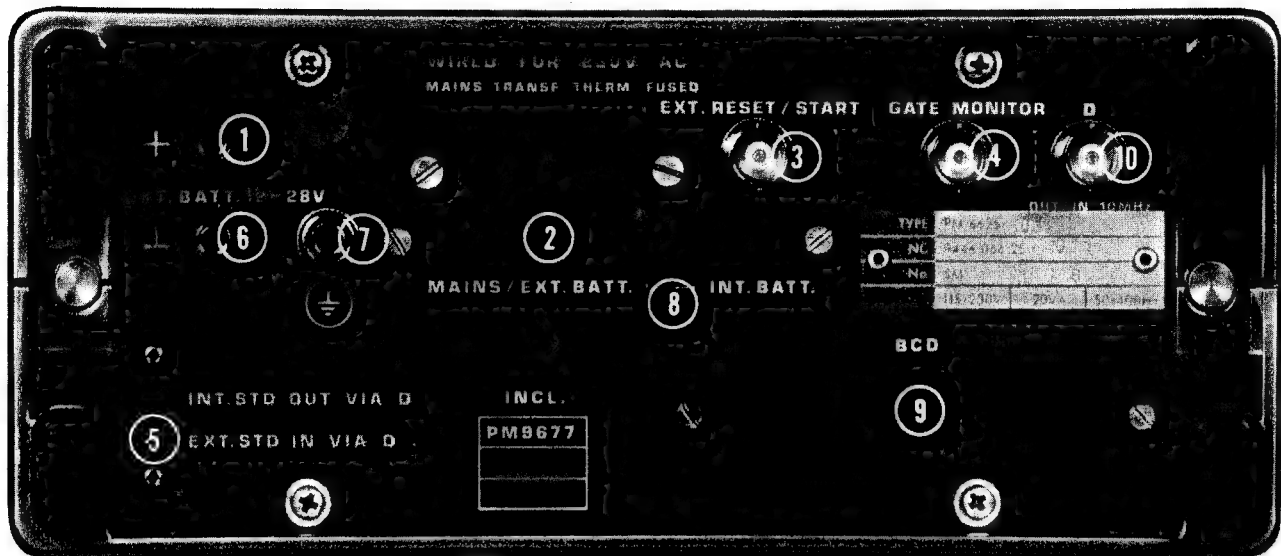 WIRED FOR 220V AC
MAINS TRANSF THERM FUSED
EXT. RESET / START
GATE MONITOR
D
+
1
3
4
10
BATT. 12-28V
OUT IN 10MHz
⊥
6
7
2
TYPE
NC
No
115/230V
MAINS/EXT.BATT.
INT.BATT.
8
BCD
9
INT.STD OUT VIA D
5
EXT.STD IN VIA D
INCL.
PM9677